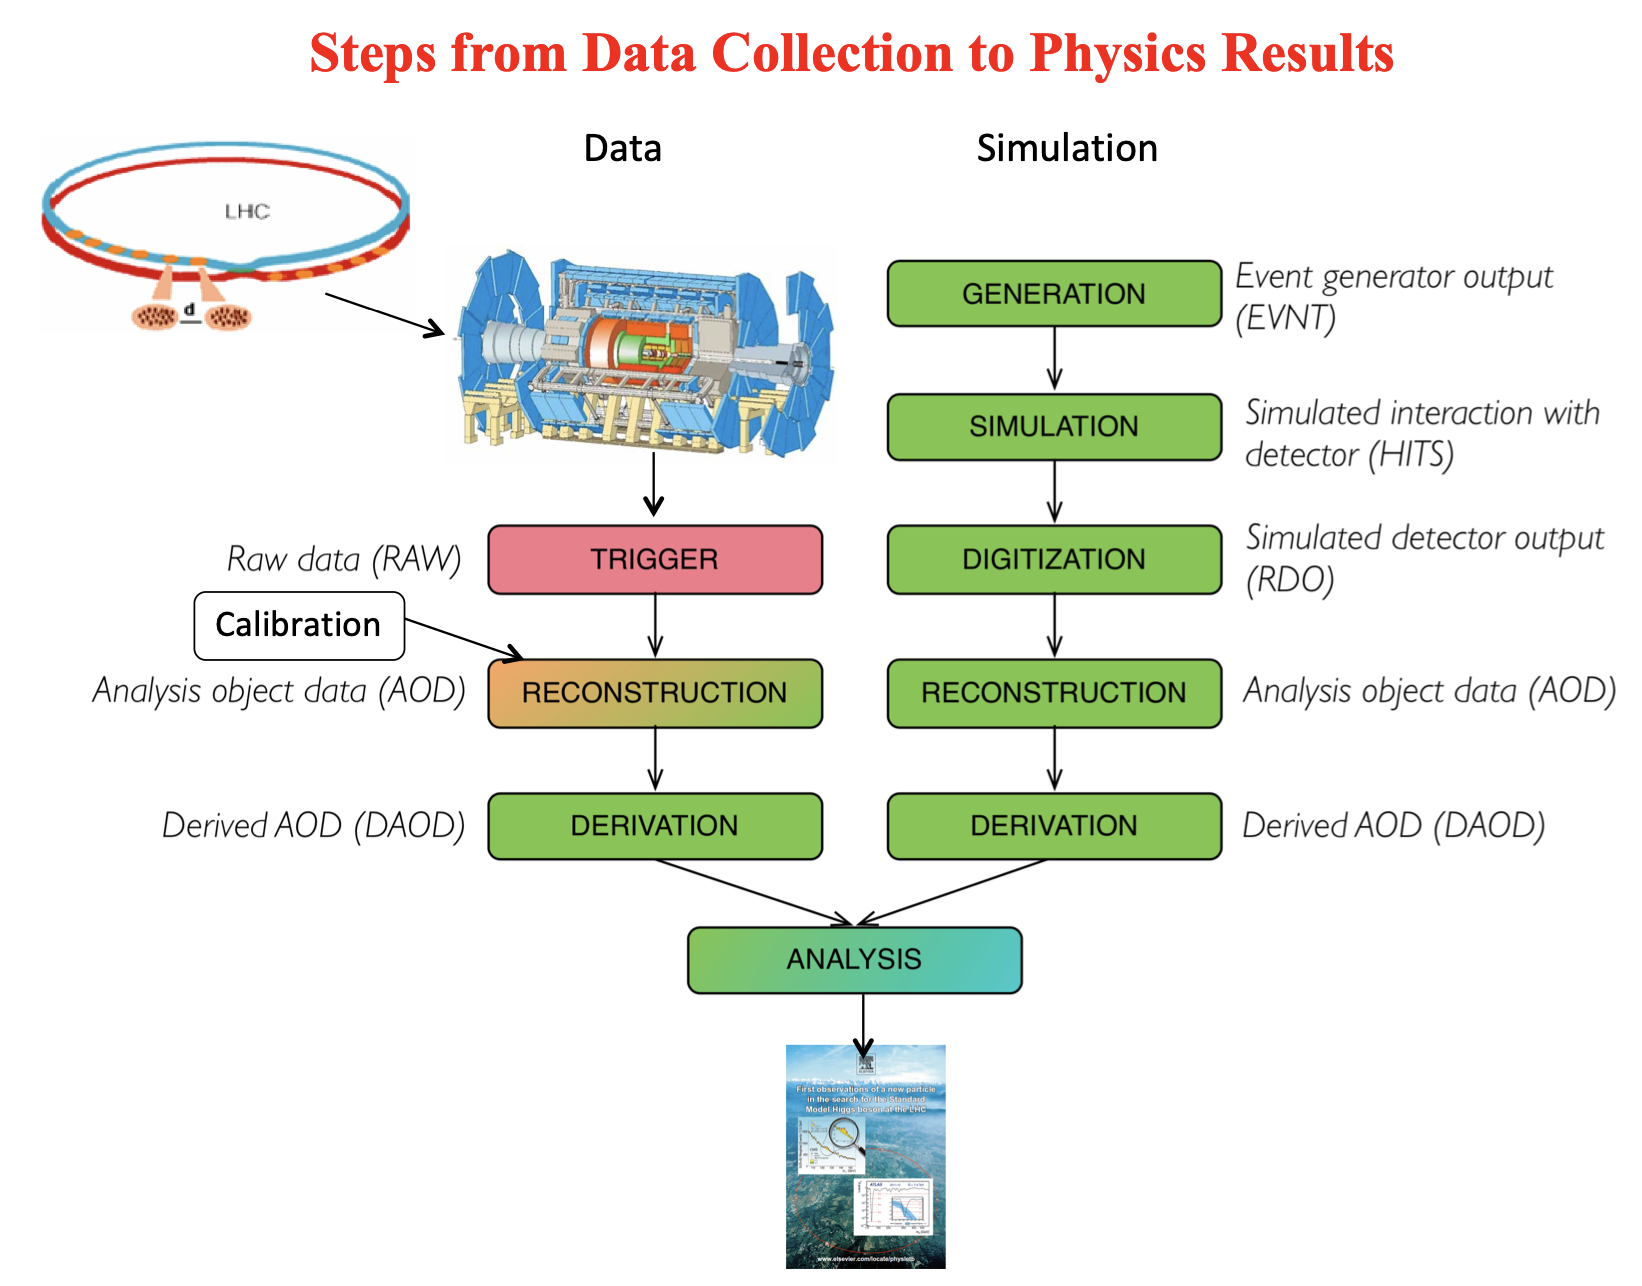 Steps from Data Collection to Physics Results
Data
Simulation
LHC
d
GENERATION
Event generator output
(EVNT)
SIMULATION
Simulated interaction with
detector (HITS)
Raw data (RAW)
TRIGGER
DIGITIZATION
Simulated detector output
(RDO)
Calibration
Analysis object data (AOD)
RECONSTRUCTION
RECONSTRUCTION
Analysis object data (AOD)
Derived AOD (DAOD)
DERIVATION
DERIVATION
Derived AOD (DAOD)
ANALYSIS
First observations of a new particle
in the search for the Standard
Model Higgs boson at the LHC
ATLAS
www.elsevier.com/locate/physletb